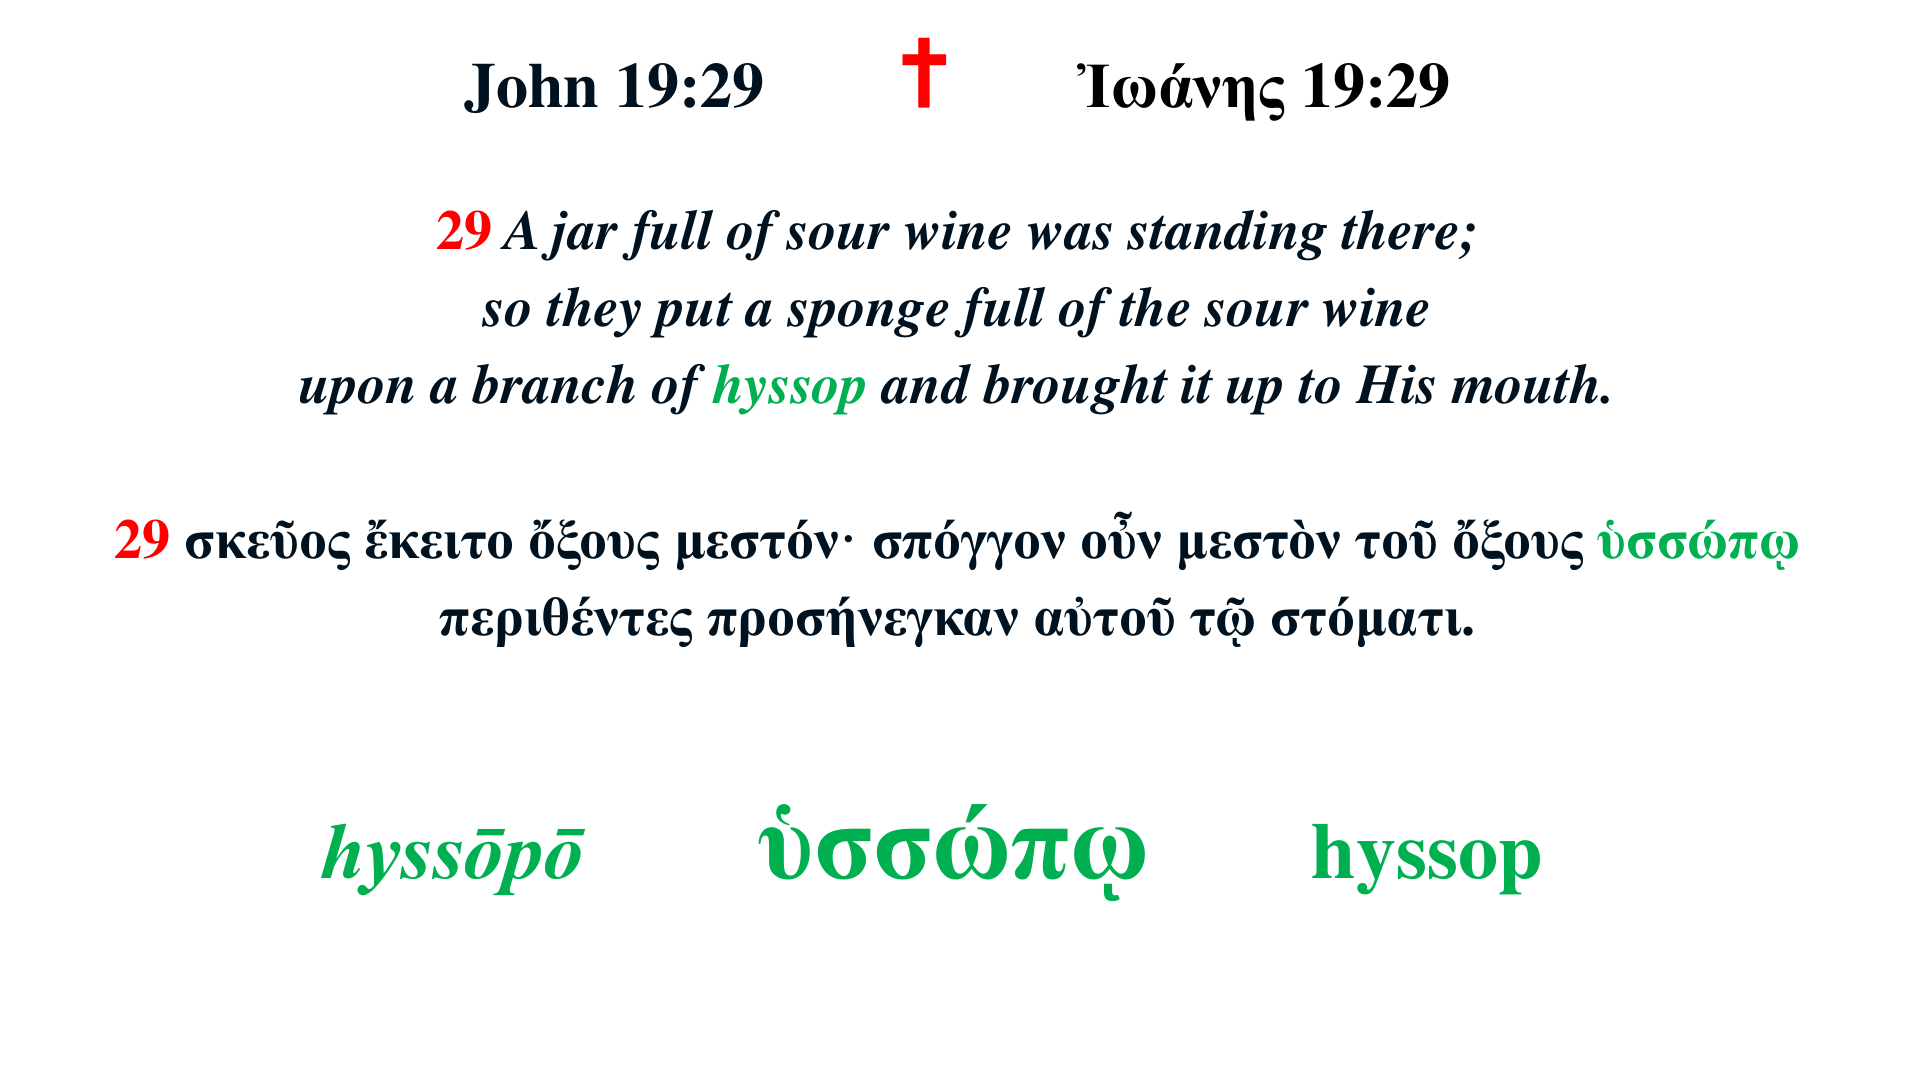 John 19:29 ✝ Ἰωάνης 19:29
29 A jar full of sour wine was standing there;
so they put a sponge full of the sour wine
upon a branch of hyssop and brought it up to His mouth.
29 σκεῦος ἔκειτο ὄξους μεστόν· σπόγγον οὖν μεστὸν τοῦ ὄξους ὑσσώπῳ
περιθέντες προσήνεγκαν αὐτοῦ τῷ στόματι.
hyssōpō ὑσσώπῳ hyssop